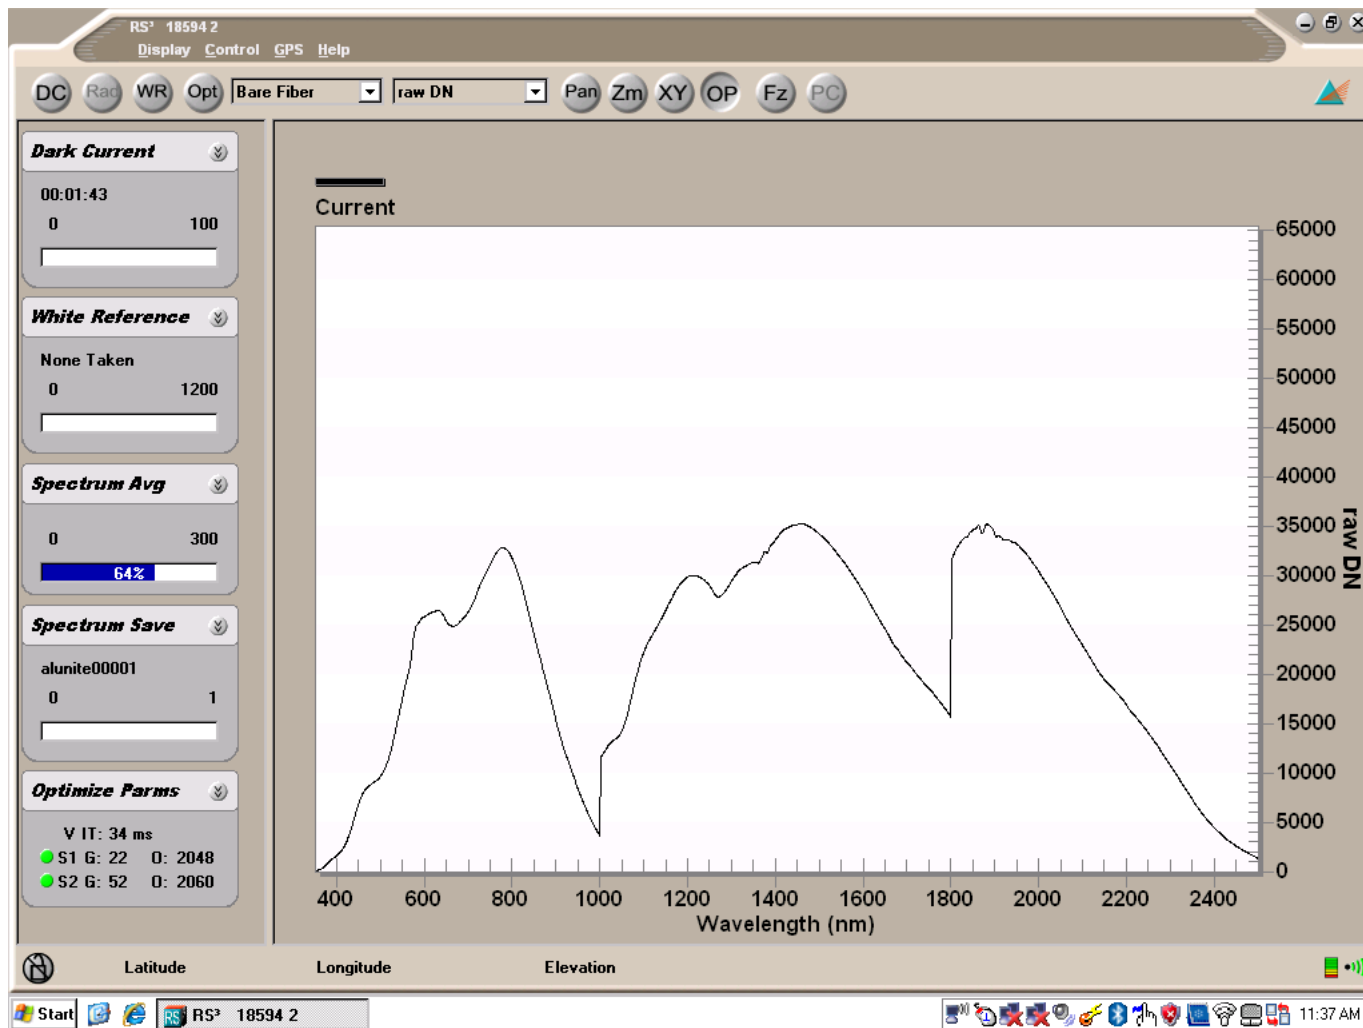 RS³ 18594 2
Display Control GPS Help
DC Rad WR Opt Bare Fiber raw DN Pan Zm XY OP Fz PC
Dark Current
00:01:43
0 100
White Reference
None Taken
0 1200
Spectrum Avg
0 300
64%
Spectrum Save
alunite00001
0 1
Optimize Parms
V IT: 34 ms
S1 G: 22 O: 2048
S2 G: 52 O: 2060
Current
65000
60000
55000
50000
45000
40000
35000
30000
25000
20000
15000
10000
5000
0
raw DN
400 600 800 1000 1200 1400 1600 1800 2000 2200 2400
Wavelength (nm)
Latitude Longitude Elevation
Start RS RS³ 18594 2 11:37 AM